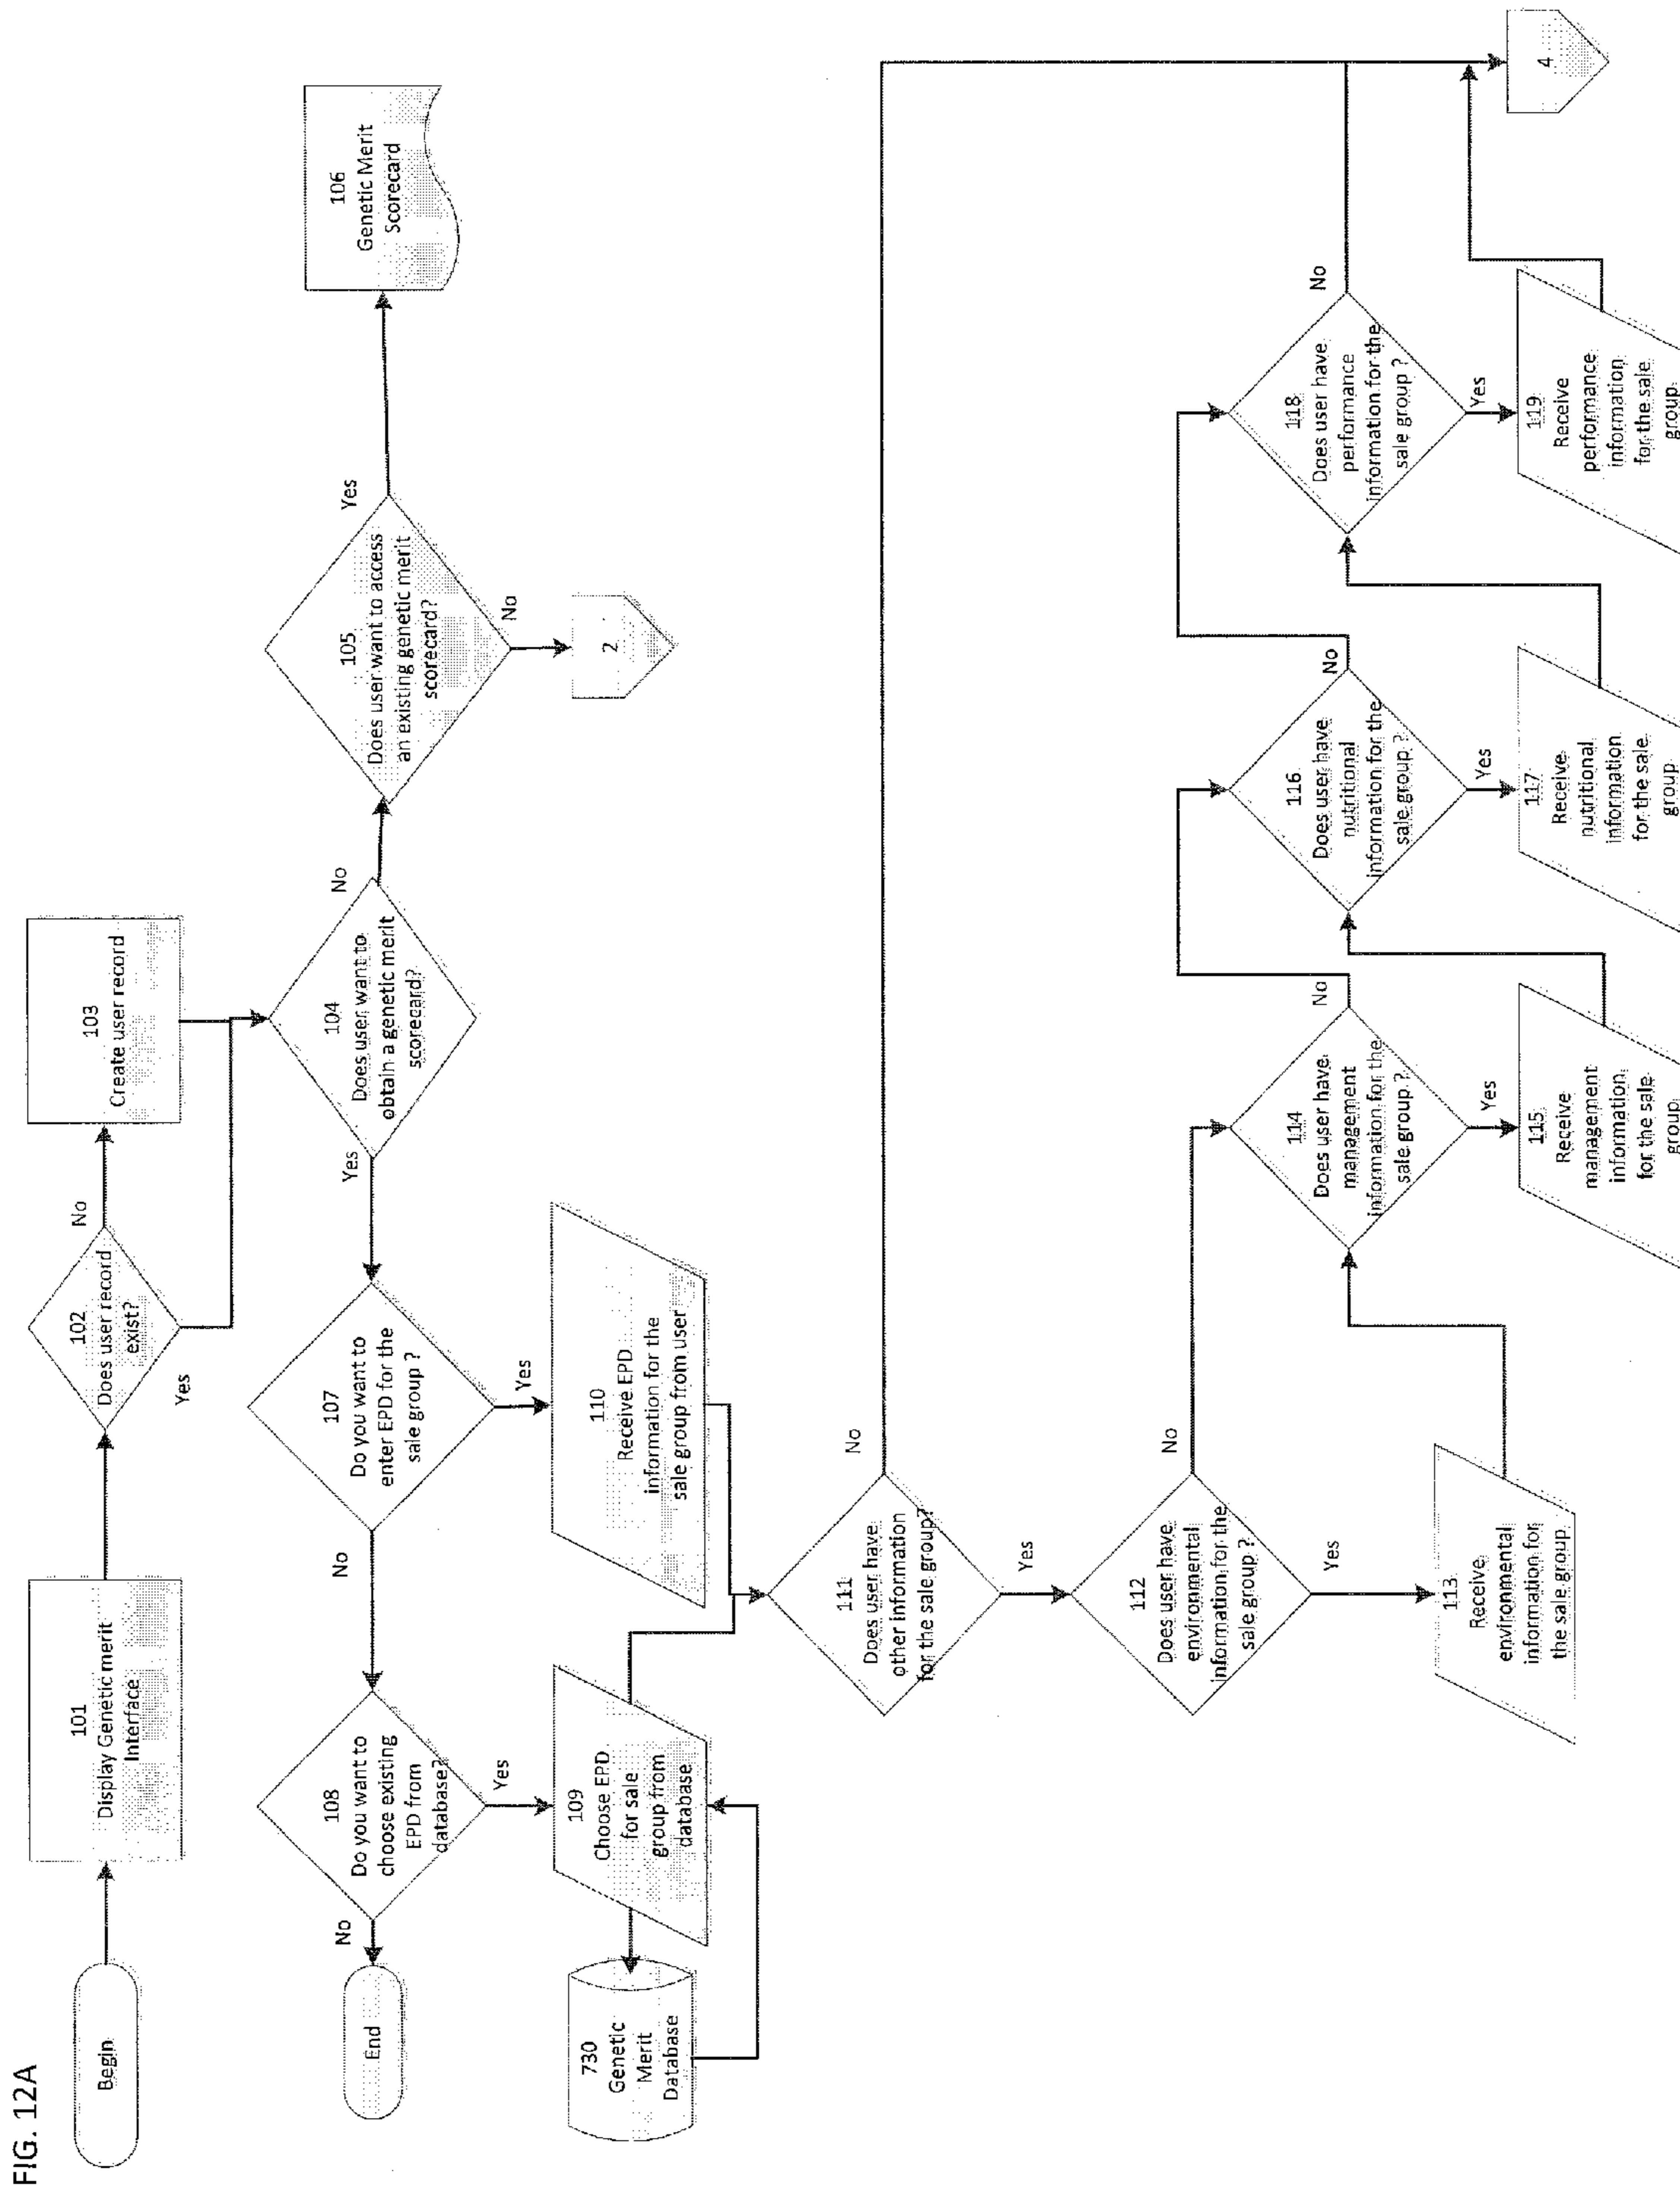 FIG. 12A
Begin
101
Display Genetic merit
Interface
102
Does user record
exist?
No
Yes
103
Create user record
104
Does user want to
obtain a genetic merit
scorecard?
No
Yes
105
Does user want to access
an existing genetic merit
scorecard?
Yes
No
106
Genetic Merit
Scorecard
2
107
Do you want to
enter EPD for the
sale group ?
No
Yes
108
Do you want to
choose existing
EPD from
database?
No
Yes
End
730
Genetic
Merit
Database
109
Choose EPD
for sale
group from
database
110
Receive EPD
information for the
sale group from user
111
Does user have
other information
for the sale group?
No
Yes
112
Does user have
environmental
information for the
sale group ?
No
Yes
113
Receive
environmental
information for
the sale group
114
Does user have
management
information for the
sale group ?
No
Yes
115
Receive
management
information
for the sale
group
116
Does user have
nutritional
information for the
sale group ?
No
Yes
117
Receive
nutritional
information
for the sale
group
118
Does user have
performance
information for the
sale group ?
No
Yes
119
Receive
performance
information
for the sale
group
4